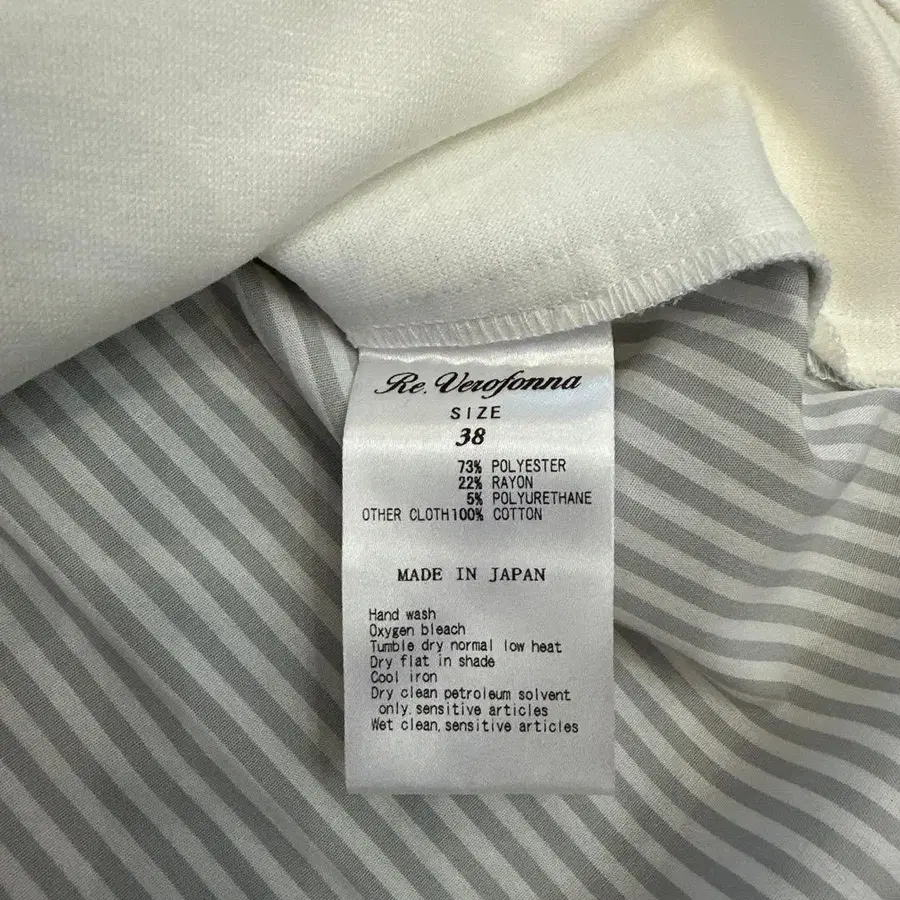 Re. Verofonna
SIZE
38
73% POLYESTER
22% RAYON
5% POLYURETHANE
OTHER CLOTH100% COTTON
MADE IN JAPAN
Hand wash
Oxygen bleach
Tumble dry normal low heat
Dry flat in shade
Cool iron
Dry clean petroleum solvent
only. sensitive articles
Wet clean, sensitive articles